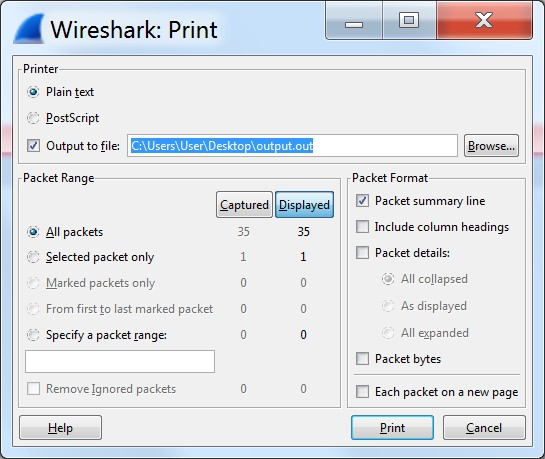 Wireshark: Print
Printer
Plain text
PostScript
Output to file: C:\Users\User\Desktop\output.out Browse...
Packet Range
Captured Displayed
All packets 35 35
Selected packet only 1 1
Marked packets only 0 0
From first to last marked packet 0 0
Specify a packet range: 0 0
Remove Ignored packets 0 0
Packet Format
Packet summary line
Include column headings
Packet details:
All collapsed
As displayed
All expanded
Packet bytes
Each packet on a new page
Help Print Cancel